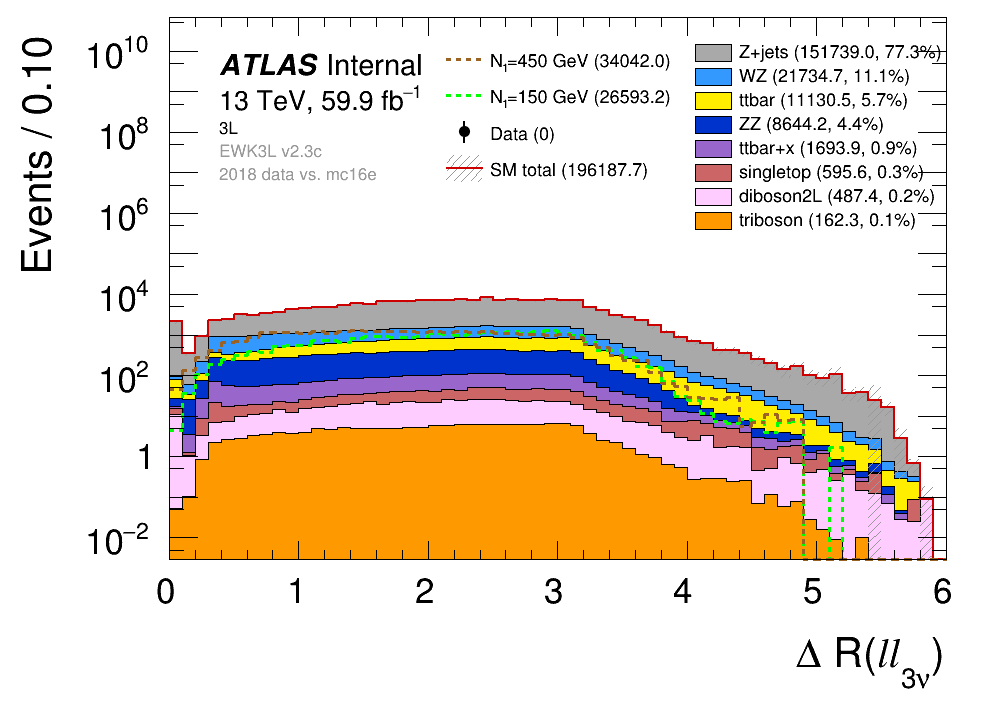 Events / 0.10
10¹⁰
10⁸
10⁶
10⁴
10²
1
10⁻²
ATLAS Internal
13 TeV, 59.9 fb⁻¹
3L
EWK3L v2.3c
2018 data vs. mc16e
N₁=450 GeV (34042.0)
N₁=150 GeV (26593.2)
Data (0)
SM total (196187.7)
Z+jets (151739.0, 77.3%)
WZ (21734.7, 11.1%)
ttbar (11130.5, 5.7%)
ZZ (8644.2, 4.4%)
ttbar+x (1693.9, 0.9%)
singletop (595.6, 0.3%)
diboson2L (487.4, 0.2%)
triboson (162.3, 0.1%)
0 1 2 3 4 5 6
Δ R(ll₃ᵥ)